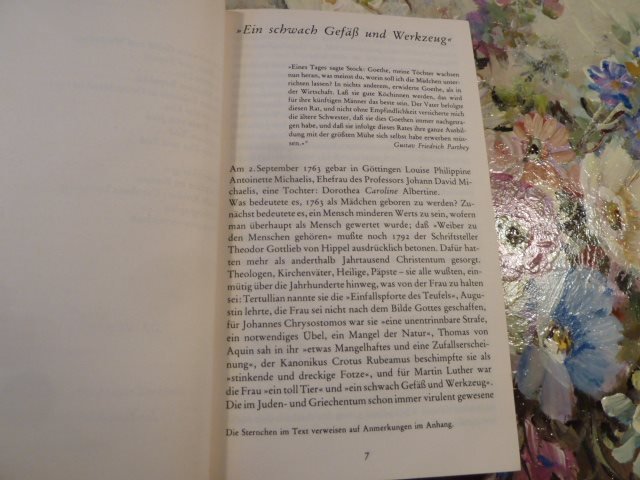 »Ein schwach Gefäß und Werkzeug«
»Eines Tages sagte Stock: Goethe, meine Töchter wachsen
nun heran, was meinst du, worin soll ich die Mädchen unter-
richten lassen? In nichts anderem, erwiderte Goethe, als in
der Wirtschaft. Laß sie gute Köchinnen werden, das wird
für ihre künftigen Männer das beste sein. Der Vater befolgte
diesen Rat, und nicht ohne Empfindlichkeit versicherte mich
die ältere Schwester, daß sie dies Goethen immer nachgetra-
gen habe, und daß sie infolge dieses Rates ihre ganze Ausbil-
dung mit der größten Mühe sich selbst habe erwerben müs-
sen.«*
Gustav Friedrich Parthey
Am 2. September 1763 gebar in Göttingen Louise Philippine
Antoinette Michaelis, Ehefrau des Professors Johann David Mi-
chaelis, eine Tochter: Dorothea Caroline Albertine.
Was bedeutete es, 1763 als Mädchen geboren zu werden? Zu-
nächst bedeutete es, ein Mensch minderen Werts zu sein, wofern
man überhaupt als Mensch gewertet wurde; daß »Weiber zu
den Menschen gehören« mußte noch 1792 der Schriftsteller
Theodor Gottlieb von Hippel ausdrücklich betonen. Dafür hat-
ten mehr als anderthalb Jahrtausend Christentum gesorgt.
Theologen, Kirchenväter, Heilige, Päpste – sie alle wußten, ein-
mütig über die Jahrhunderte hinweg, was von der Frau zu halten
sei: Tertullian nannte sie die »Einfallspforte des Teufels«, Augu-
stin lehrte, die Frau sei nicht nach dem Bilde Gottes geschaffen,
für Johannes Chrysostomos war sie »eine unentrinnbare Strafe,
ein notwendiges Übel, ein Mangel der Natur«, Thomas von
Aquin sah in ihr »etwas Mangelhaftes und eine Zufallserschei-
nung«, der Kanonikus Crotus Rubeamus beschimpfte sie als
»stinkende und dreckige Fotze«, und für Martin Luther war
die Frau »ein toll Tier« und »ein schwach Gefäß und Werkzeug«.
Die im Juden- und Griechentum schon immer virulent gewesene
Die Sternchen im Text verweisen auf Anmerkungen im Anhang.
7